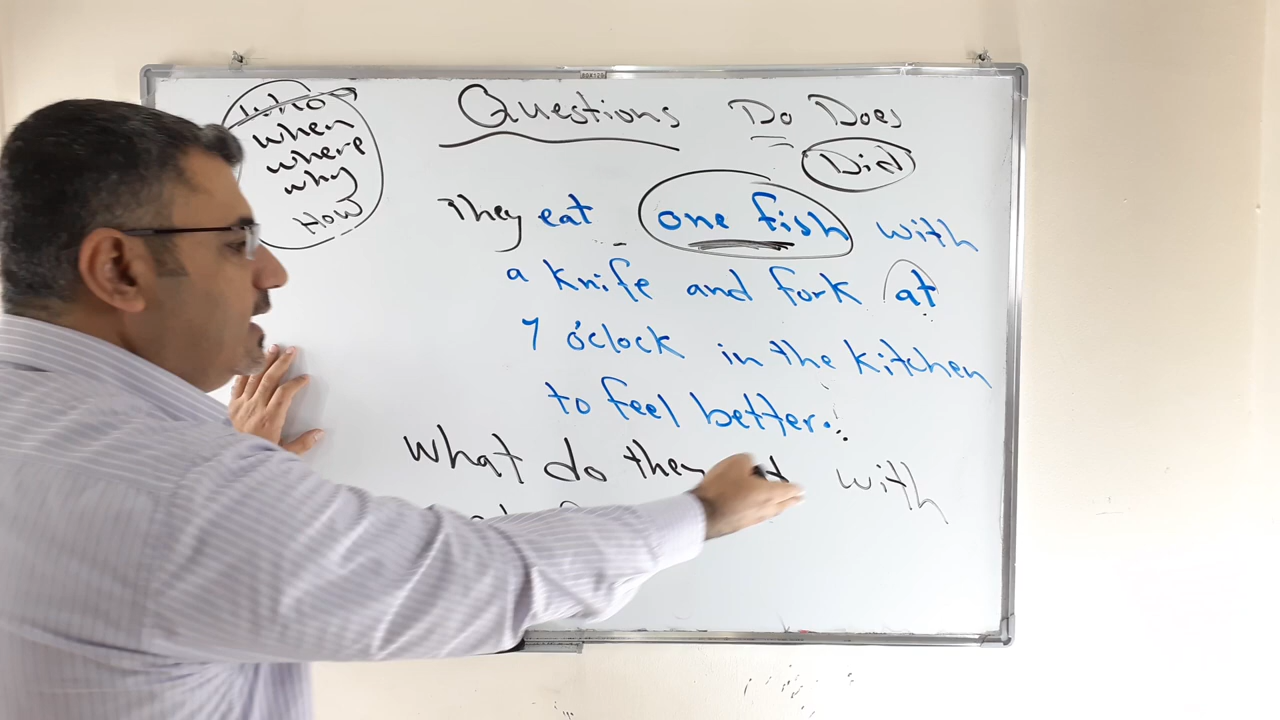 Who
when
where
why
How
Questions Do Does
Did
They eat one fish with
a knife and fork at
7 o'clock in the kitchen
to feel better.
What do they with
80X120